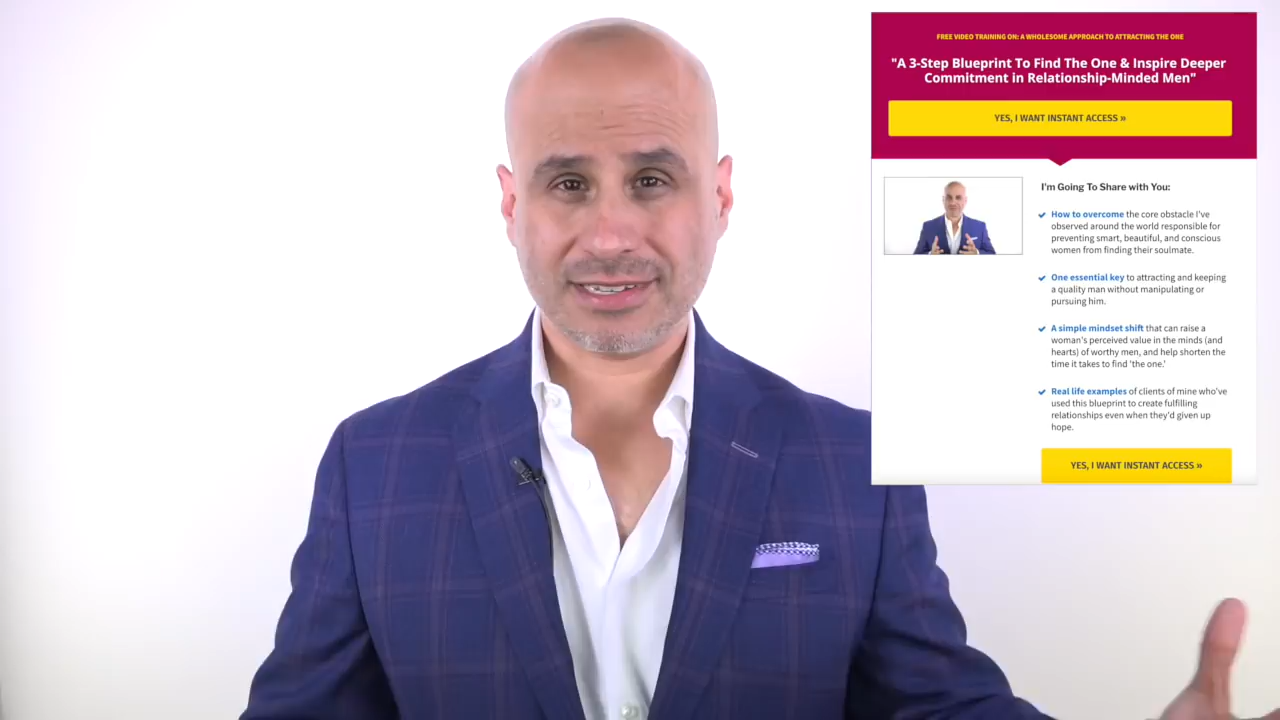 FREE VIDEO TRAINING ON: A WHOLESOME APPROACH TO ATTRACTING THE ONE
"A 3-Step Blueprint To Find The One & Inspire Deeper
Commitment in Relationship-Minded Men"
YES, I WANT INSTANT ACCESS »
I'm Going To Share with You:
How to overcome the core obstacle I've
observed around the world responsible for
preventing smart, beautiful, and conscious
women from finding their soulmate.
One essential key to attracting and keeping
a quality man without manipulating or
pursuing him.
A simple mindset shift that can raise a
woman's perceived value in the minds (and
hearts) of worthy men, and help shorten the
time it takes to find 'the one.'
Real life examples of clients of mine who've
used this blueprint to create fulfilling
relationships even when they'd given up
hope.
YES, I WANT INSTANT ACCESS »